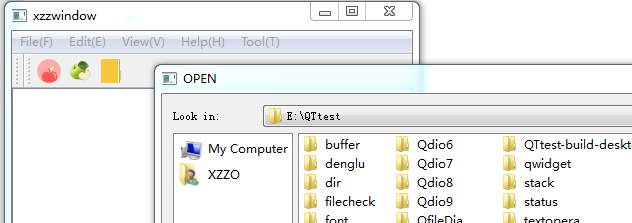 xzzwindow
File(F) Edit(E) View(V) Help(H) Tool(T)
OPEN
Look in: E:\QTtest
My Computer
XZZO
buffer Qdio6 QTtest-build-deskt
denglu Qdio7 qwidget
dir Qdio8 stack
filecheck Qdio9 status
font QfileDia textopera